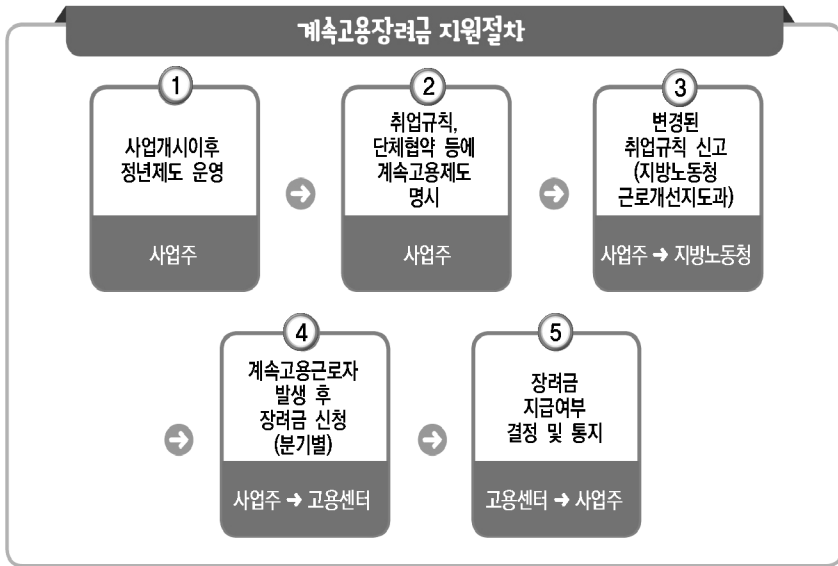 계속고용장려금 지원절차
1
사업개시이후
정년제도 운영
사업주
➔
2
취업규칙,
단체협약 등에
계속고용제도
명시
사업주
➔
3
변경된
취업규칙 신고
(지방노동청
근로개선지도과)
사업주 ➔ 지방노동청
➔
4
계속고용근로자
발생 후
장려금 신청
(분기별)
사업주 ➔ 고용센터
➔
5
장려금
지급여부
결정 및 통지
고용센터 ➔ 사업주